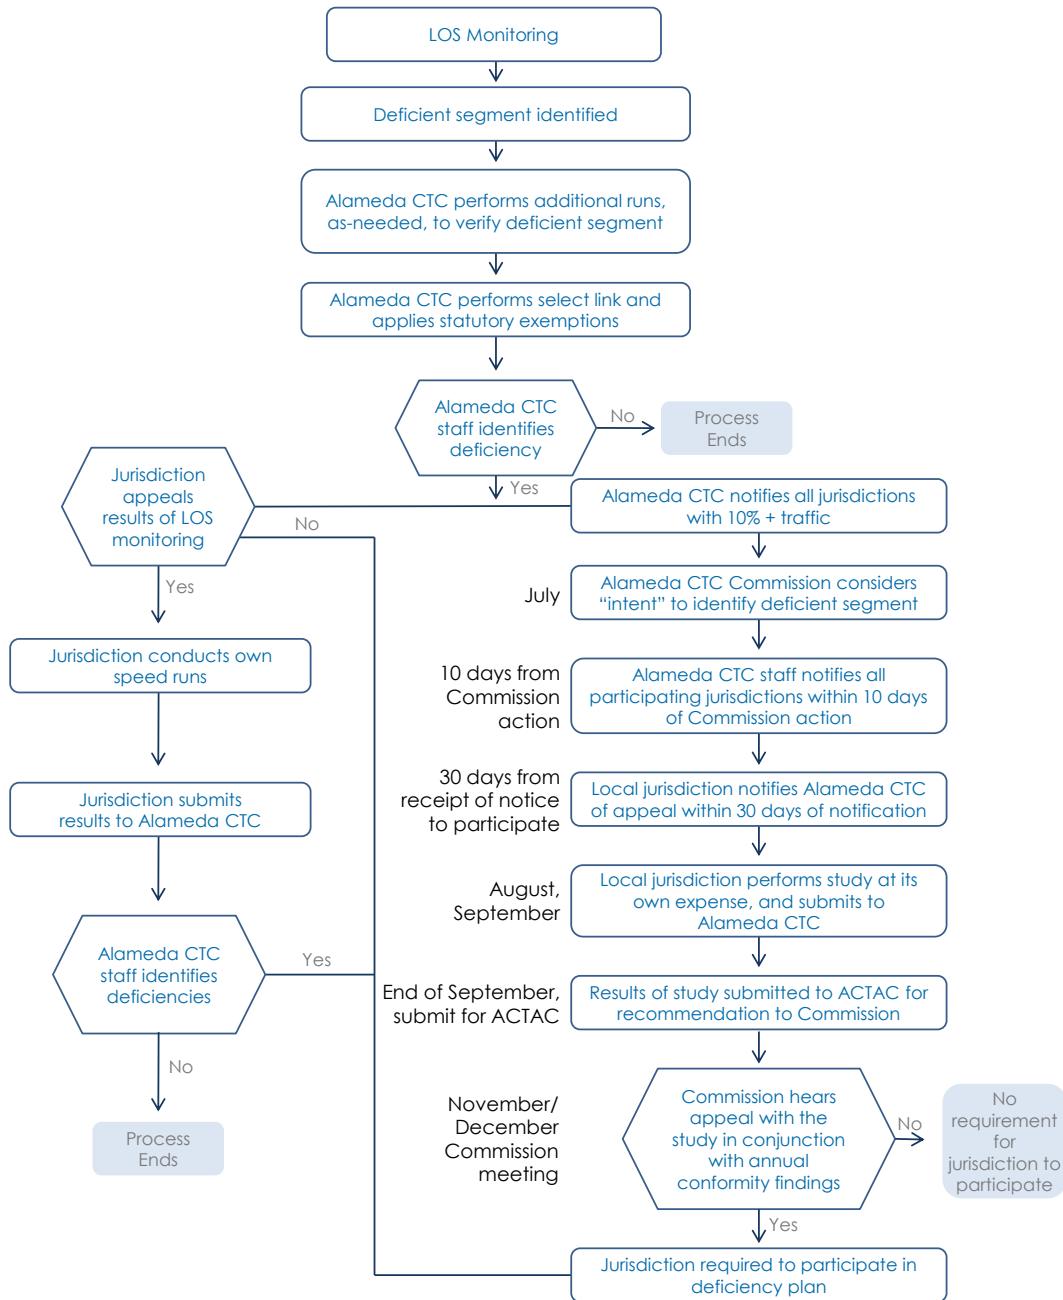 LOS Monitoring
Deficient segment identified
Alameda CTC performs additional runs,
as-needed, to verify deficient segment
Alameda CTC performs select link and
applies statutory exemptions
Alameda CTC
staff identifies
deficiency
No
Process
Ends
Yes
Jurisdiction
appeals
results of LOS
monitoring
No
Yes
Jurisdiction conducts own
speed runs
Jurisdiction submits
results to Alameda CTC
Alameda CTC
staff identifies
deficiencies
Yes
No
Process
Ends
Alameda CTC notifies all jurisdictions
with 10% + traffic
July
Alameda CTC Commission considers
“intent” to identify deficient segment
10 days from
Commission
action
Alameda CTC staff notifies all
participating jurisdictions within 10 days
of Commission action
30 days from
receipt of notice
to participate
Local jurisdiction notifies Alameda CTC
of appeal within 30 days of notification
August,
September
Local jurisdiction performs study at its
own expense, and submits to
Alameda CTC
End of September,
submit for ACTAC
Results of study submitted to ACTAC for
recommendation to Commission
November/
December
Commission
meeting
Commission hears
appeal with the
study in conjunction
with annual
conformity findings
No
No
requirement
for
jurisdiction to
participate
Yes
Jurisdiction required to participate in
deficiency plan